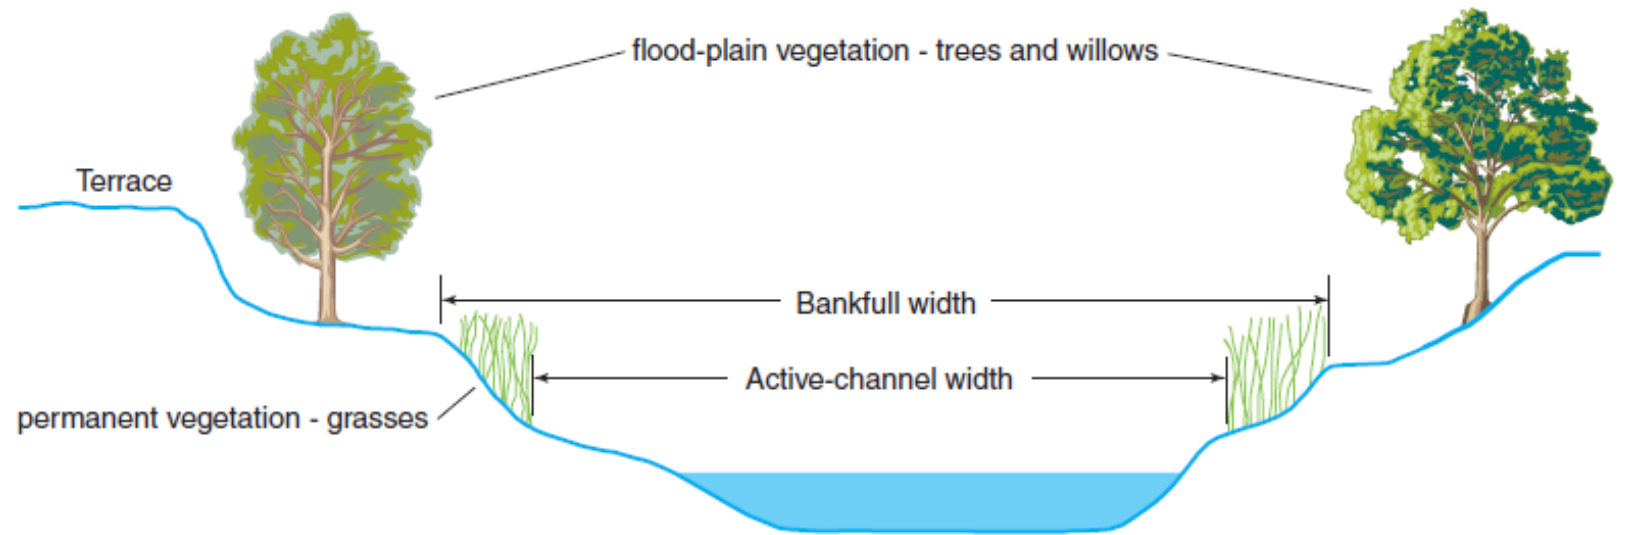 flood-plain vegetation - trees and willows
Terrace
Bankfull width
Active-channel width
permanent vegetation - grasses